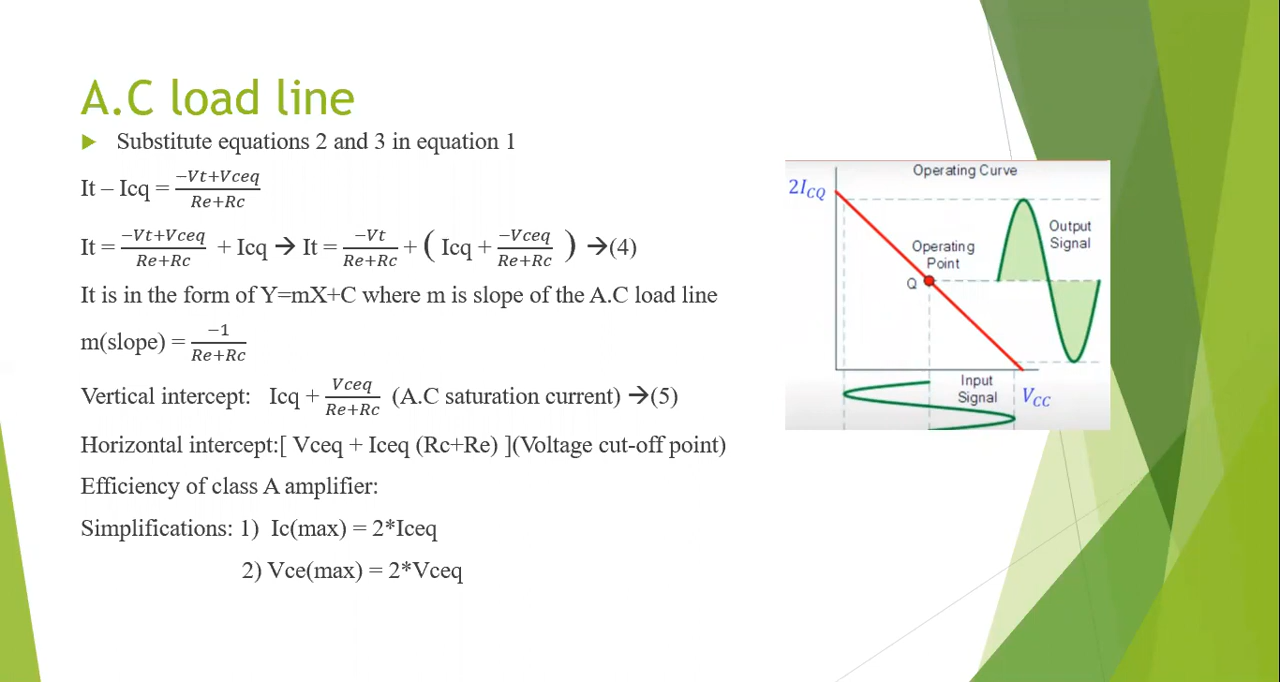 A.C load line
Substitute equations 2 and 3 in equation 1
It – Icq = (−Vt+Vceq)/(Re+Rc)
It = (−Vt+Vceq)/(Re+Rc) + Icq → It = (−Vt)/(Re+Rc) + ( Icq + (−Vceq)/(Re+Rc) ) →(4)
It is in the form of Y=mX+C where m is slope of the A.C load line
m(slope) = (−1)/(Re+Rc)
Vertical intercept: Icq + (Vceq)/(Re+Rc) (A.C saturation current) →(5)
Horizontal intercept:[ Vceq + Iceq (Rc+Re) ](Voltage cut-off point)
Efficiency of class A amplifier:
Simplifications: 1) Ic(max) = 2*Iceq
2) Vce(max) = 2*Vceq
Operating Curve
2I_CQ
Output
Signal
Operating
Point
Q
Input
Signal
V_CC